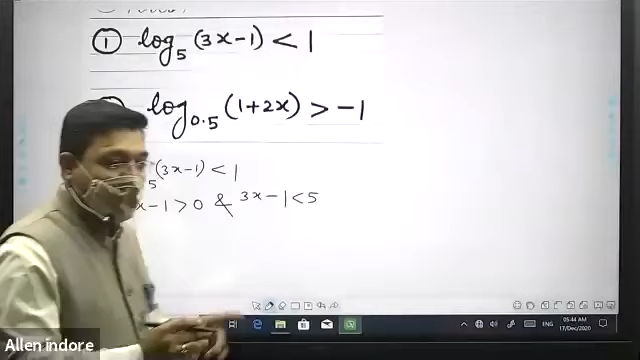 ① log₅ (3x-1) < 1
log₀.₅ (1+2x) > -1
₅(3x-1) < 1
x-1 > 0 & 3x-1 < 5
ENG
05:44 AM
17/Dec/2020
Allen indore